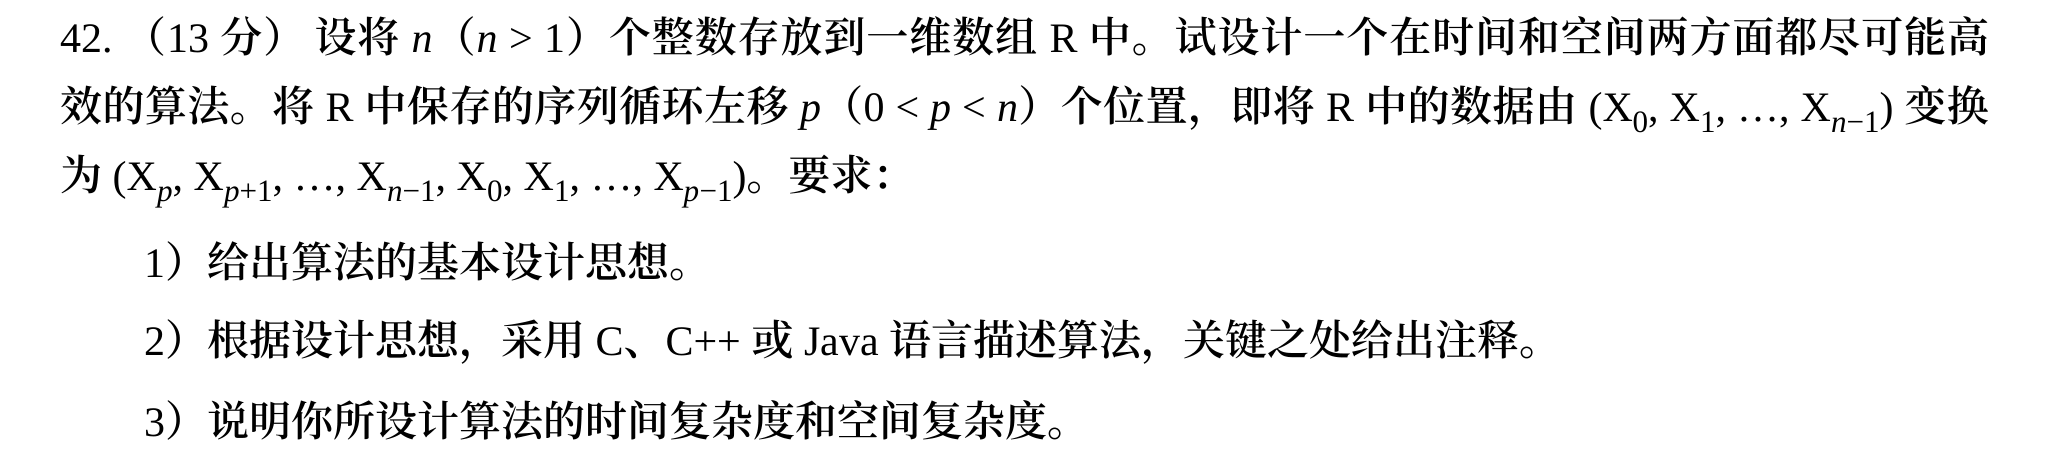 42. （13 分） 设将 n（n > 1）个整数存放到一维数组 R 中。试设计一个在时间和空间两方面都尽可能高
效的算法。将 R 中保存的序列循环左移 p（0 < p < n）个位置，即将 R 中的数据由 (X₀, X₁, …, Xₙ₋₁) 变换
为 (Xₚ, Xₚ₊₁, …, Xₙ₋₁, X₀, X₁, …, Xₚ₋₁)。要求：
1）给出算法的基本设计思想。
2）根据设计思想，采用 C、C++ 或 Java 语言描述算法，关键之处给出注释。
3）说明你所设计算法的时间复杂度和空间复杂度。